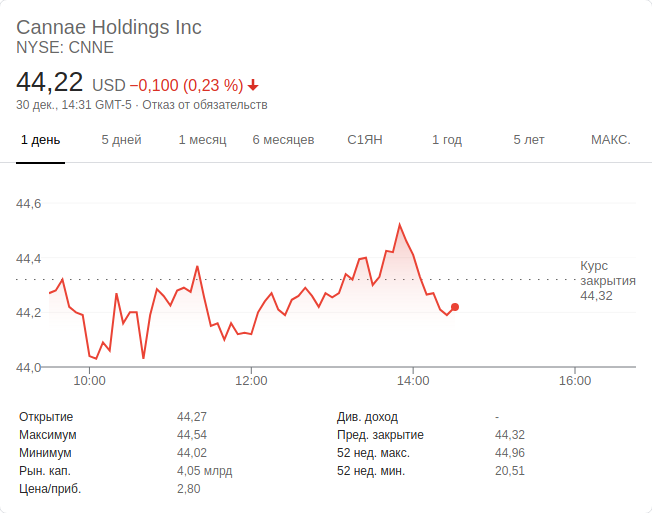 Cannae Holdings Inc
NYSE: CNNE
44,22 USD −0,100 (0,23 %)
30 дек., 14:31 GMT-5 · Отказ от обязательств
1 день 5 дней 1 месяц 6 месяцев С1ЯН 1 год 5 лет МАКС.
44,6
44,4
Курс
закрытия
44,32
44,2
44,0
10:00 12:00 14:00 16:00
Открытие 44,27 Див. доход -
Максимум 44,54 Пред. закрытие 44,32
Минимум 44,02 52 нед. макс. 44,96
Рын. кап. 4,05 млрд 52 нед. мин. 20,51
Цена/приб. 2,80